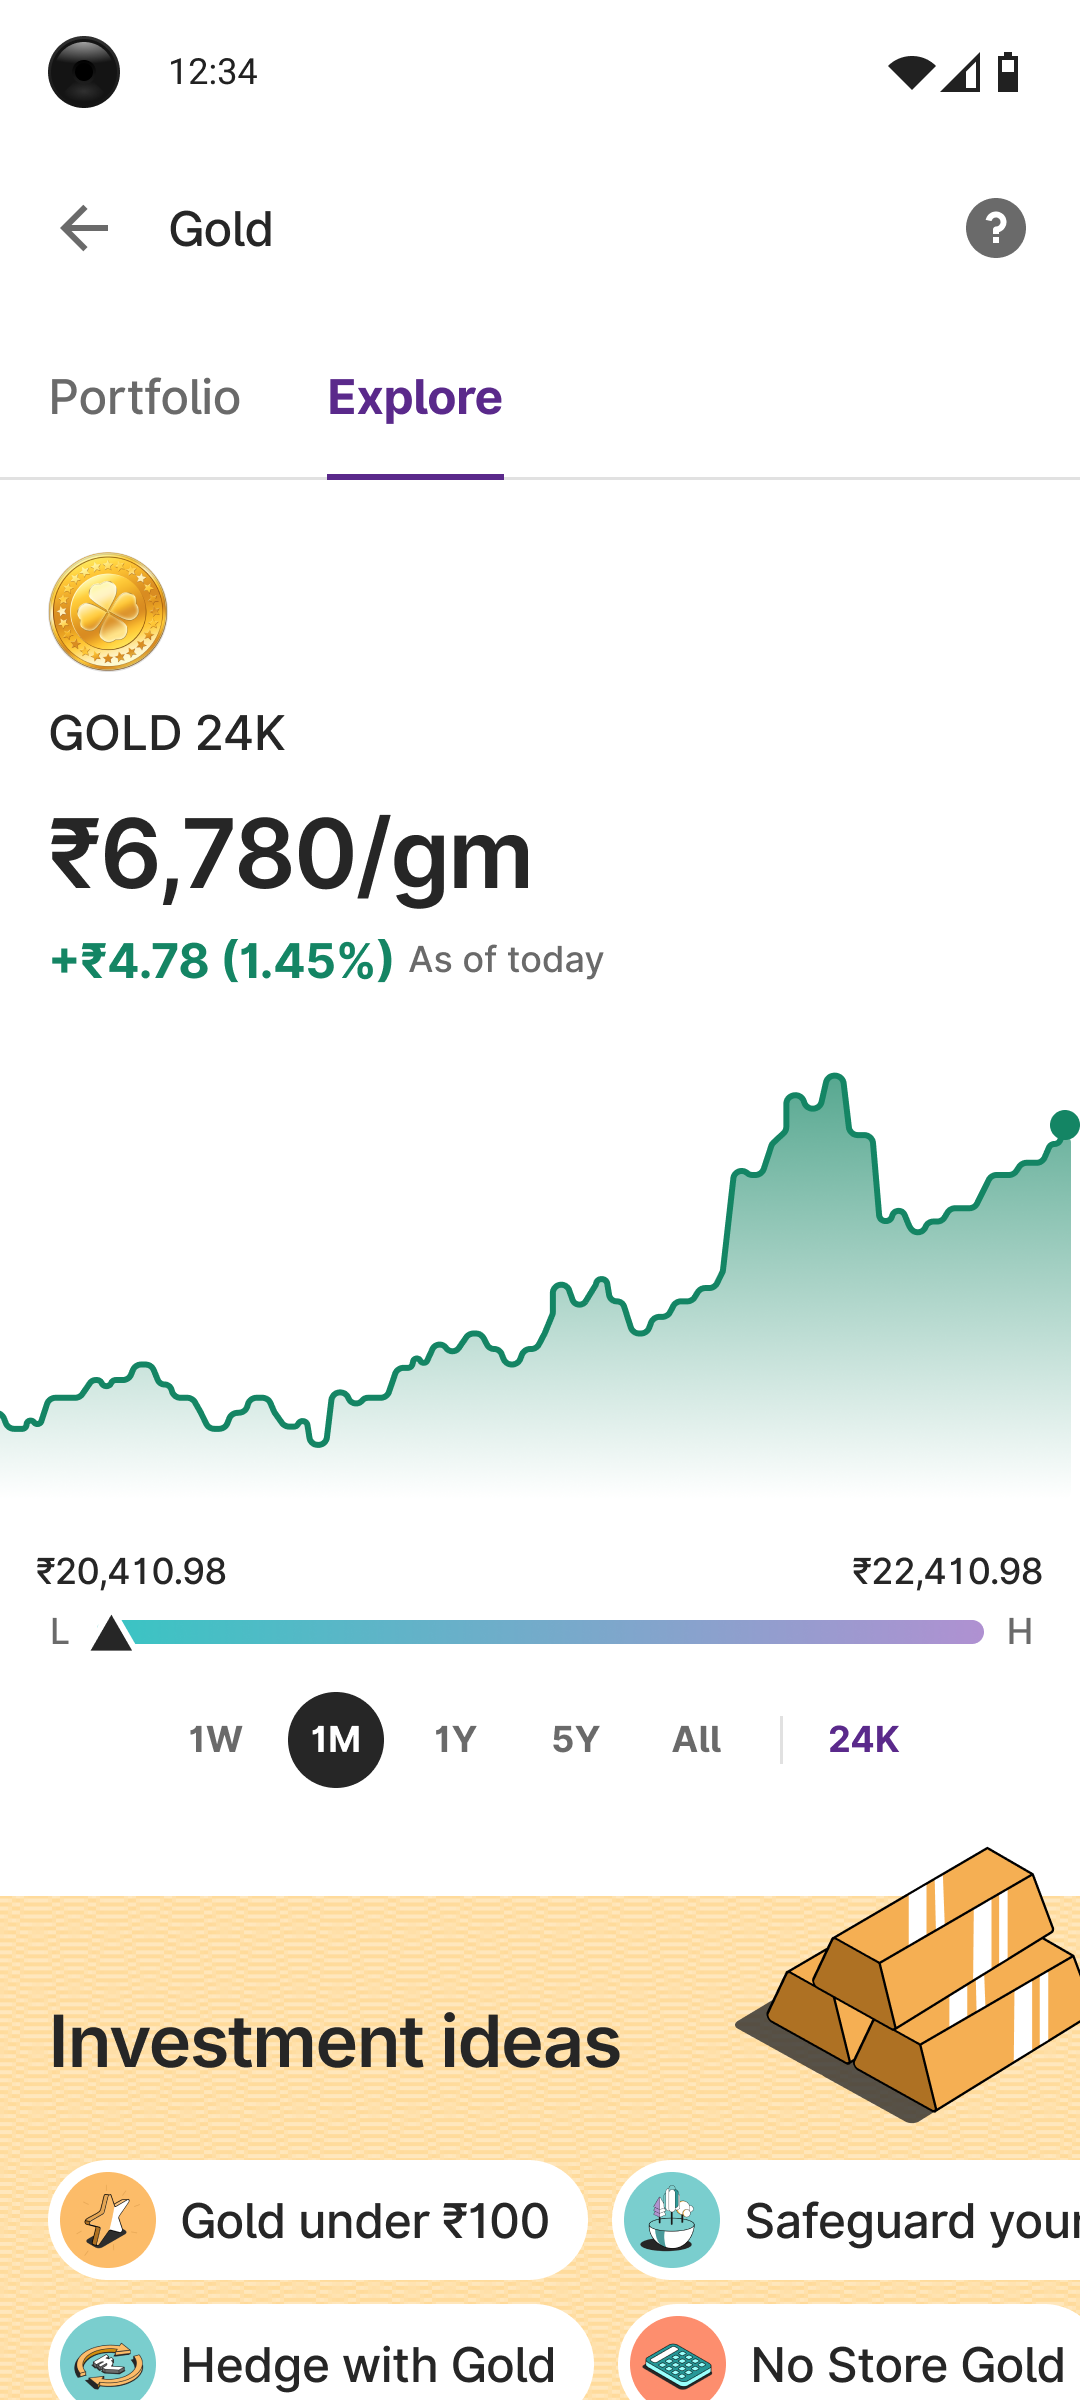 12:34
Gold
?
Portfolio Explore
GOLD 24K
₹6,780/gm
+₹4.78 (1.45%) As of today
₹20,410.98 ₹22,410.98
L H
1W 1M 1Y 5Y All 24K
Investment ideas
Gold under ₹100 Safeguard your
Hedge with Gold No Store Gold